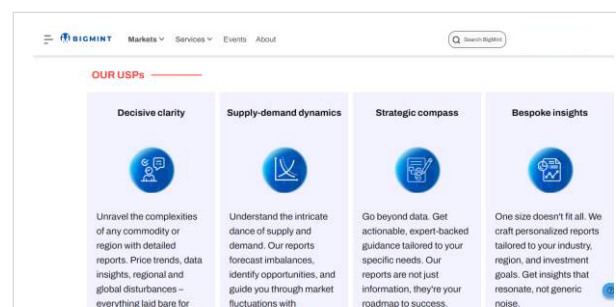 BIGMINT Markets Services Events About Search BigMint
OUR USPs
Decisive clarity
Unravel the complexities
of any commodity or
region with detailed
reports. Price trends, data
insights, regional and
global disturbances –
everything laid bare for
Supply-demand dynamics
Understand the intricate
dance of supply and
demand. Our reports
forecast imbalances,
identify opportunities, and
guide you through market
fluctuations with
Strategic compass
Go beyond data. Get
actionable, expert-backed
guidance tailored to your
specific needs. Our
reports are not just
information, they're your
roadmap to success.
Bespoke insights
One size doesn't fit all. We
craft personalized reports
tailored to your industry,
region, and investment
goals. Get insights that
resonate, not generic
noise.